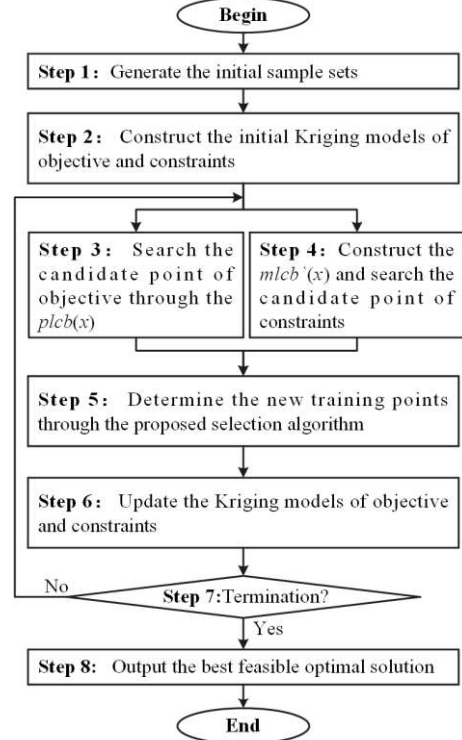 Begin
Step 1: Generate the initial sample sets
Step 2: Construct the initial Kriging models of
objective and constraints
Step 3: Search the
candidate point of
objective through the
plcb(x)
Step 4: Construct the
mlcb`(x) and search the
candidate point of
constraints
Step 5: Determine the new training points
through the proposed selection algorithm
Step 6: Update the Kriging models of objective
and constraints
No
Step 7:Termination?
Yes
Step 8: Output the best feasible optimal solution
End